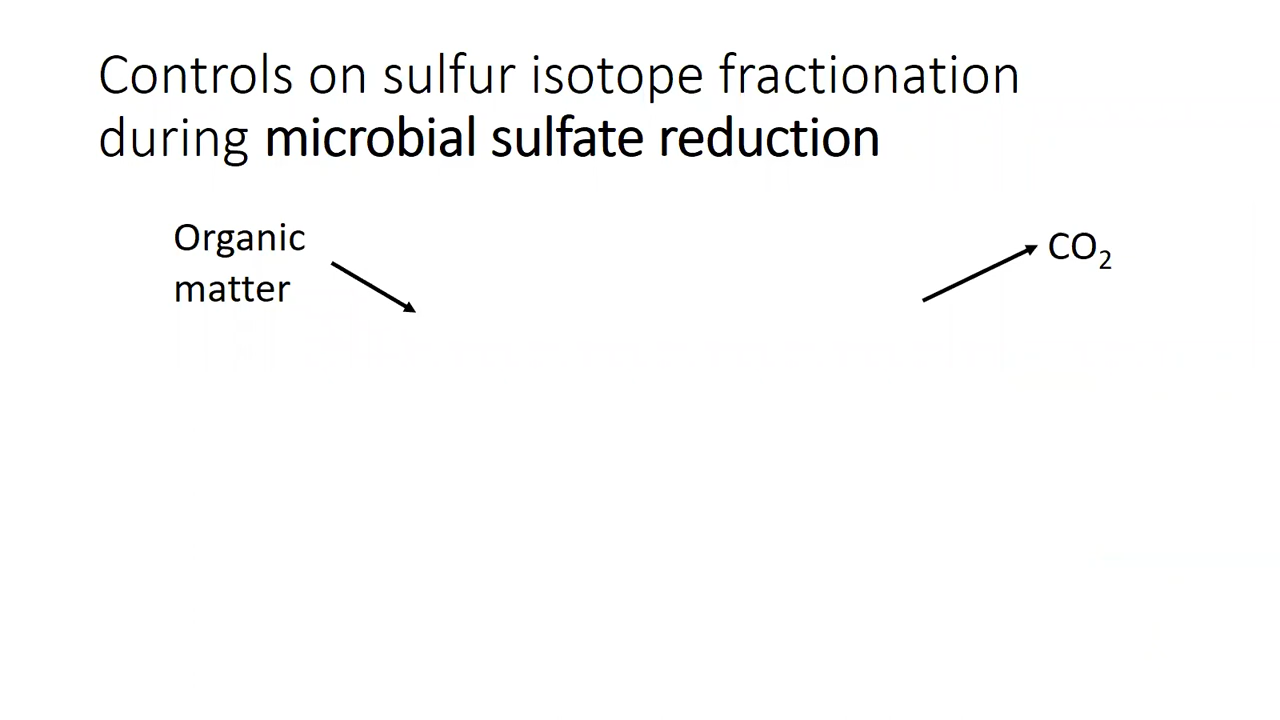 Controls on sulfur isotope fractionation
during microbial sulfate reduction
Organic
matter
CO₂